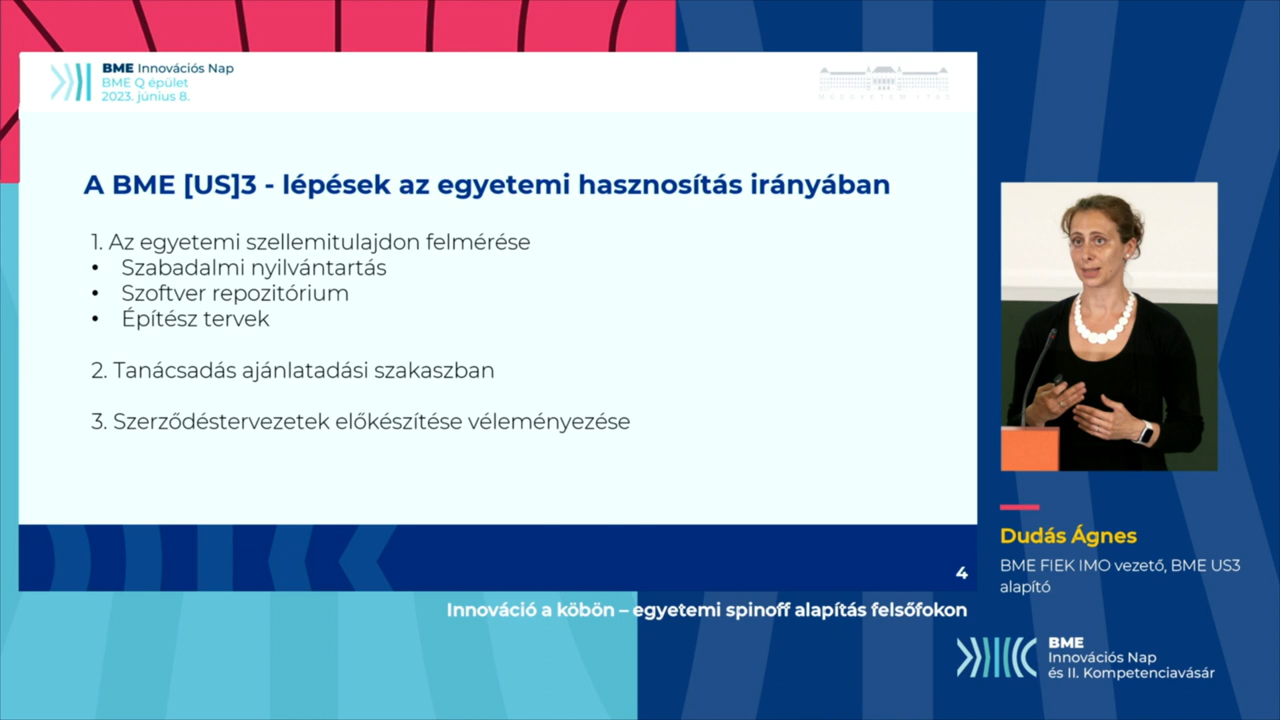 BME Innovációs Nap
BME Q épület
2023. június 8.
MŰEGYETEM 1782
A BME [US]3 - lépések az egyetemi hasznosítás irányában
1. Az egyetemi szellemitulajdon felmérése
• Szabadalmi nyilvántartás
• Szoftver repozitórium
• Építész tervek
2. Tanácsadás ajánlatadási szakaszban
3. Szerződéstervezetek előkészítése véleményezése
4
Dudás Ágnes
BME FIEK IMO vezető, BME US3
alapító
Innováció a köbön – egyetemi spinoff alapítás felsőfokon
BME
Innovációs Nap
és II. Kompetenciavásár